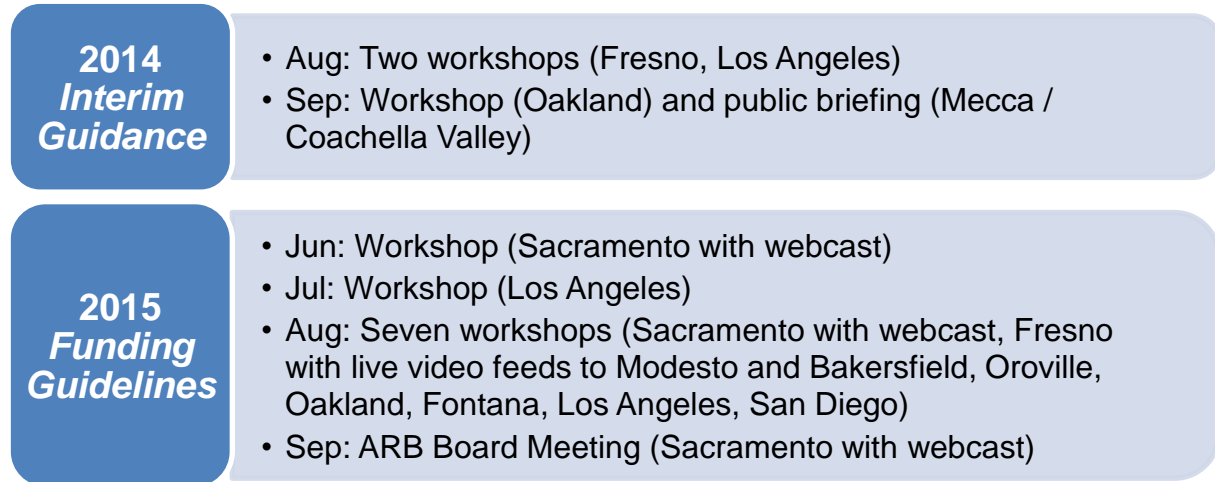 2014
Interim
Guidance
• Aug: Two workshops (Fresno, Los Angeles)
• Sep: Workshop (Oakland) and public briefing (Mecca /
Coachella Valley)
2015
Funding
Guidelines
• Jun: Workshop (Sacramento with webcast)
• Jul: Workshop (Los Angeles)
• Aug: Seven workshops (Sacramento with webcast, Fresno
with live video feeds to Modesto and Bakersfield, Oroville,
Oakland, Fontana, Los Angeles, San Diego)
• Sep: ARB Board Meeting (Sacramento with webcast)